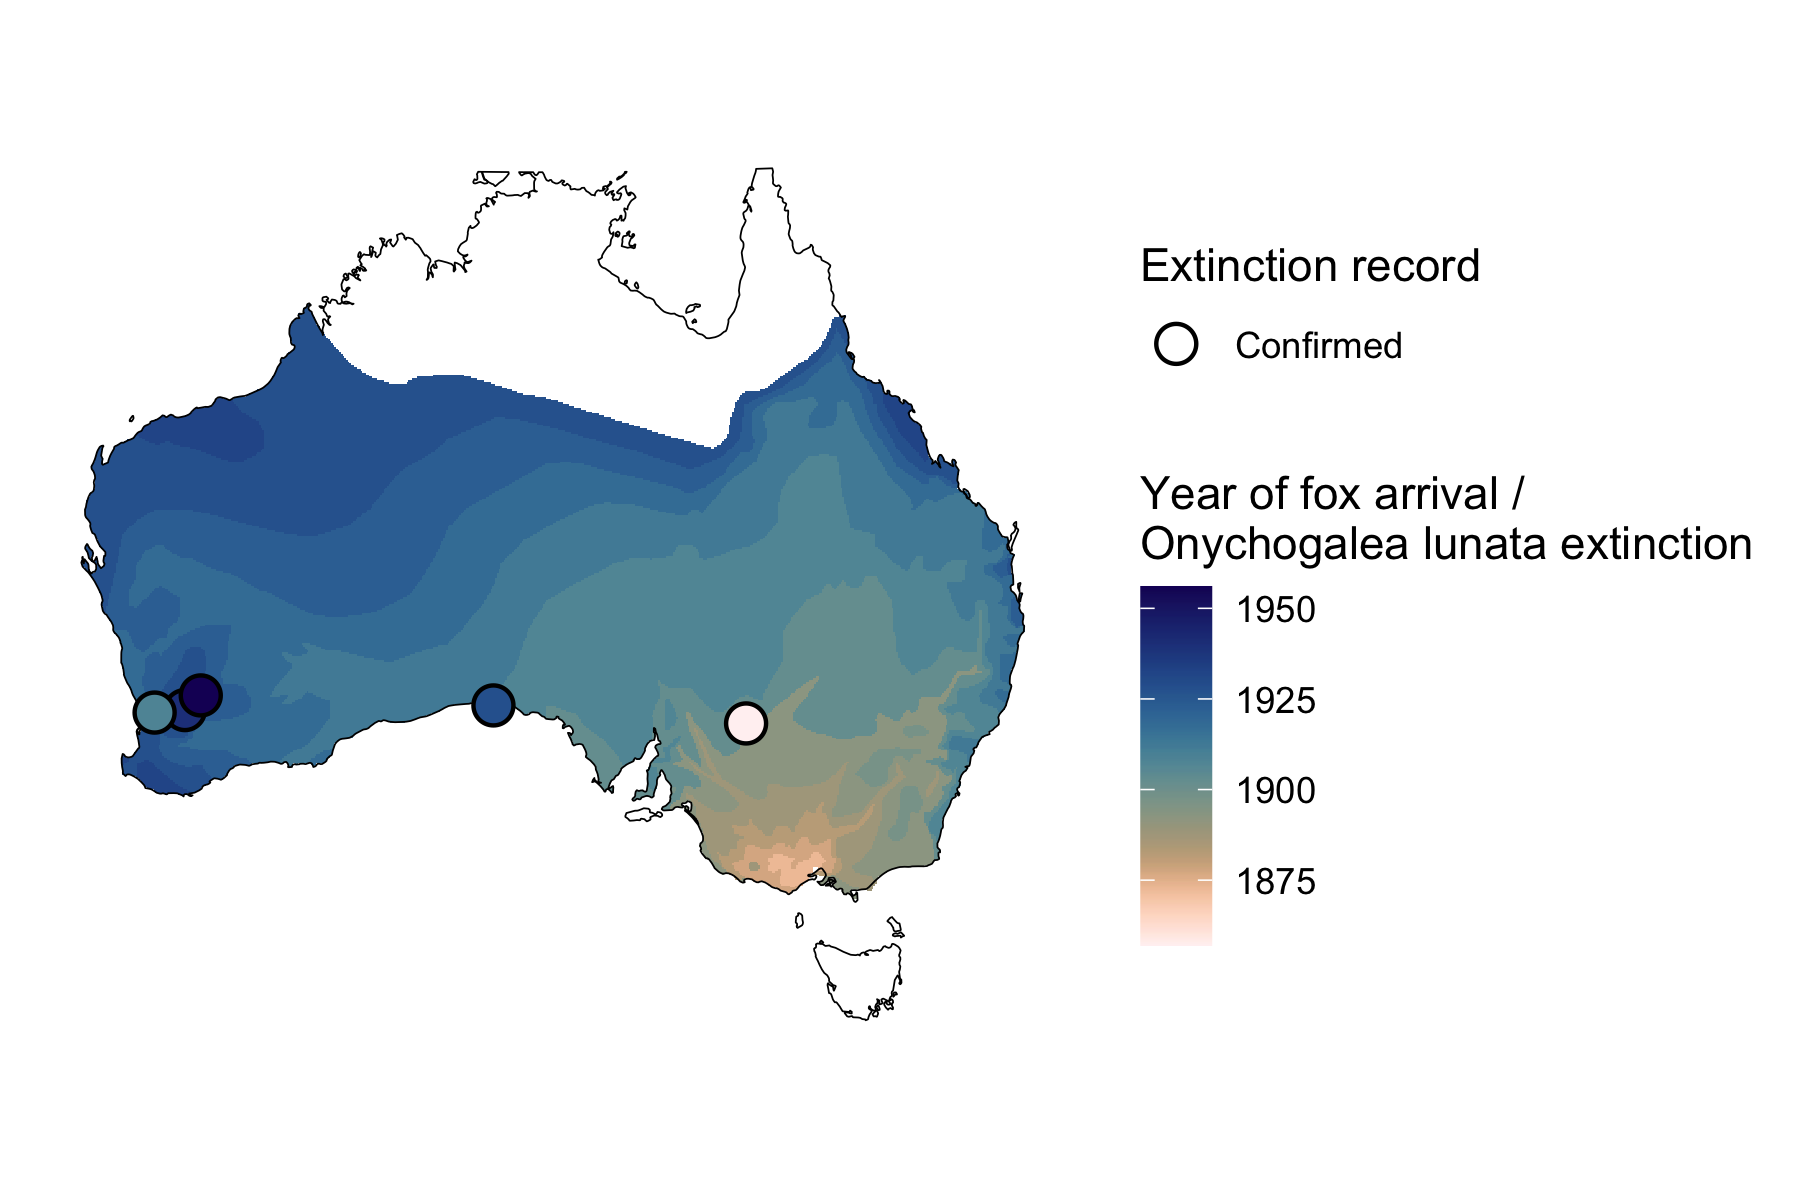 Extinction record
Confirmed
Year of fox arrival /
Onychogalea lunata extinction
1950
1925
1900
1875